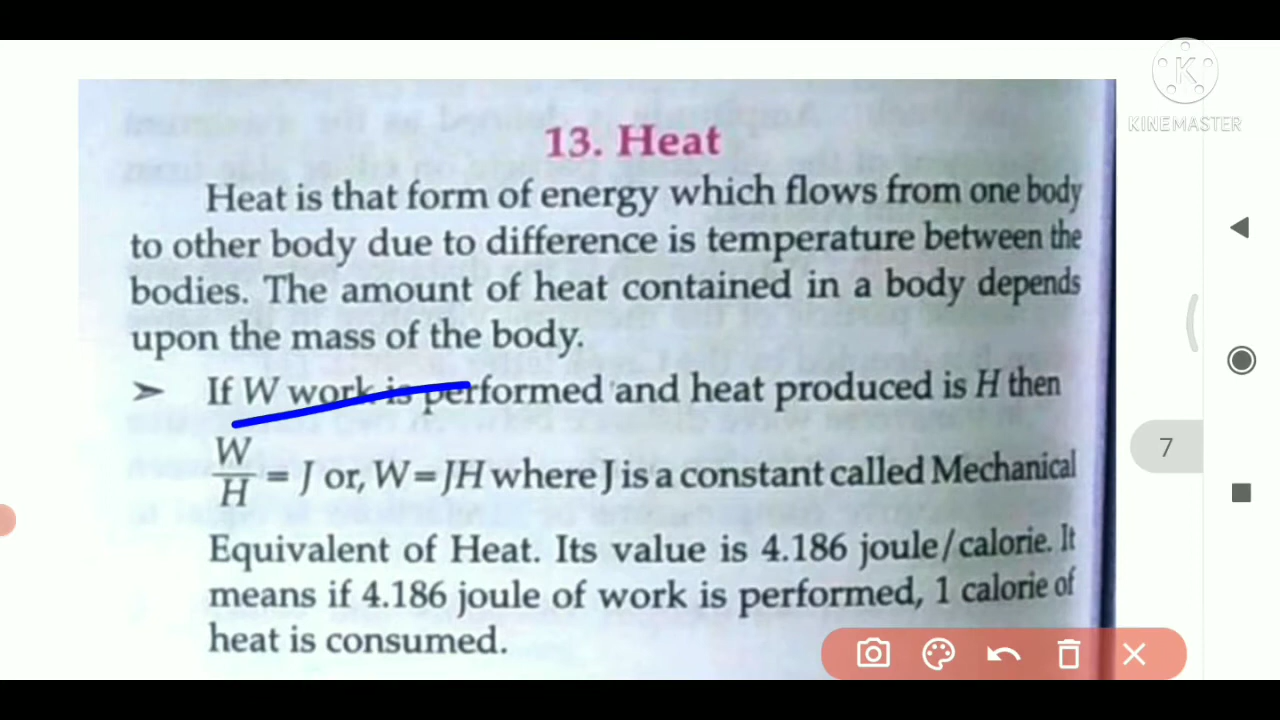 13. Heat
Heat is that form of energy which flows from one body
to other body due to difference is temperature between the
bodies. The amount of heat contained in a body depends
upon the mass of the body.
➤ If W work is performed and heat produced is H then
W/H = J or, W = JH where J is a constant called Mechanical
Equivalent of Heat. Its value is 4.186 joule/calorie. It
means if 4.186 joule of work is performed, 1 calorie of
heat is consumed.
K
KINEMASTER
7